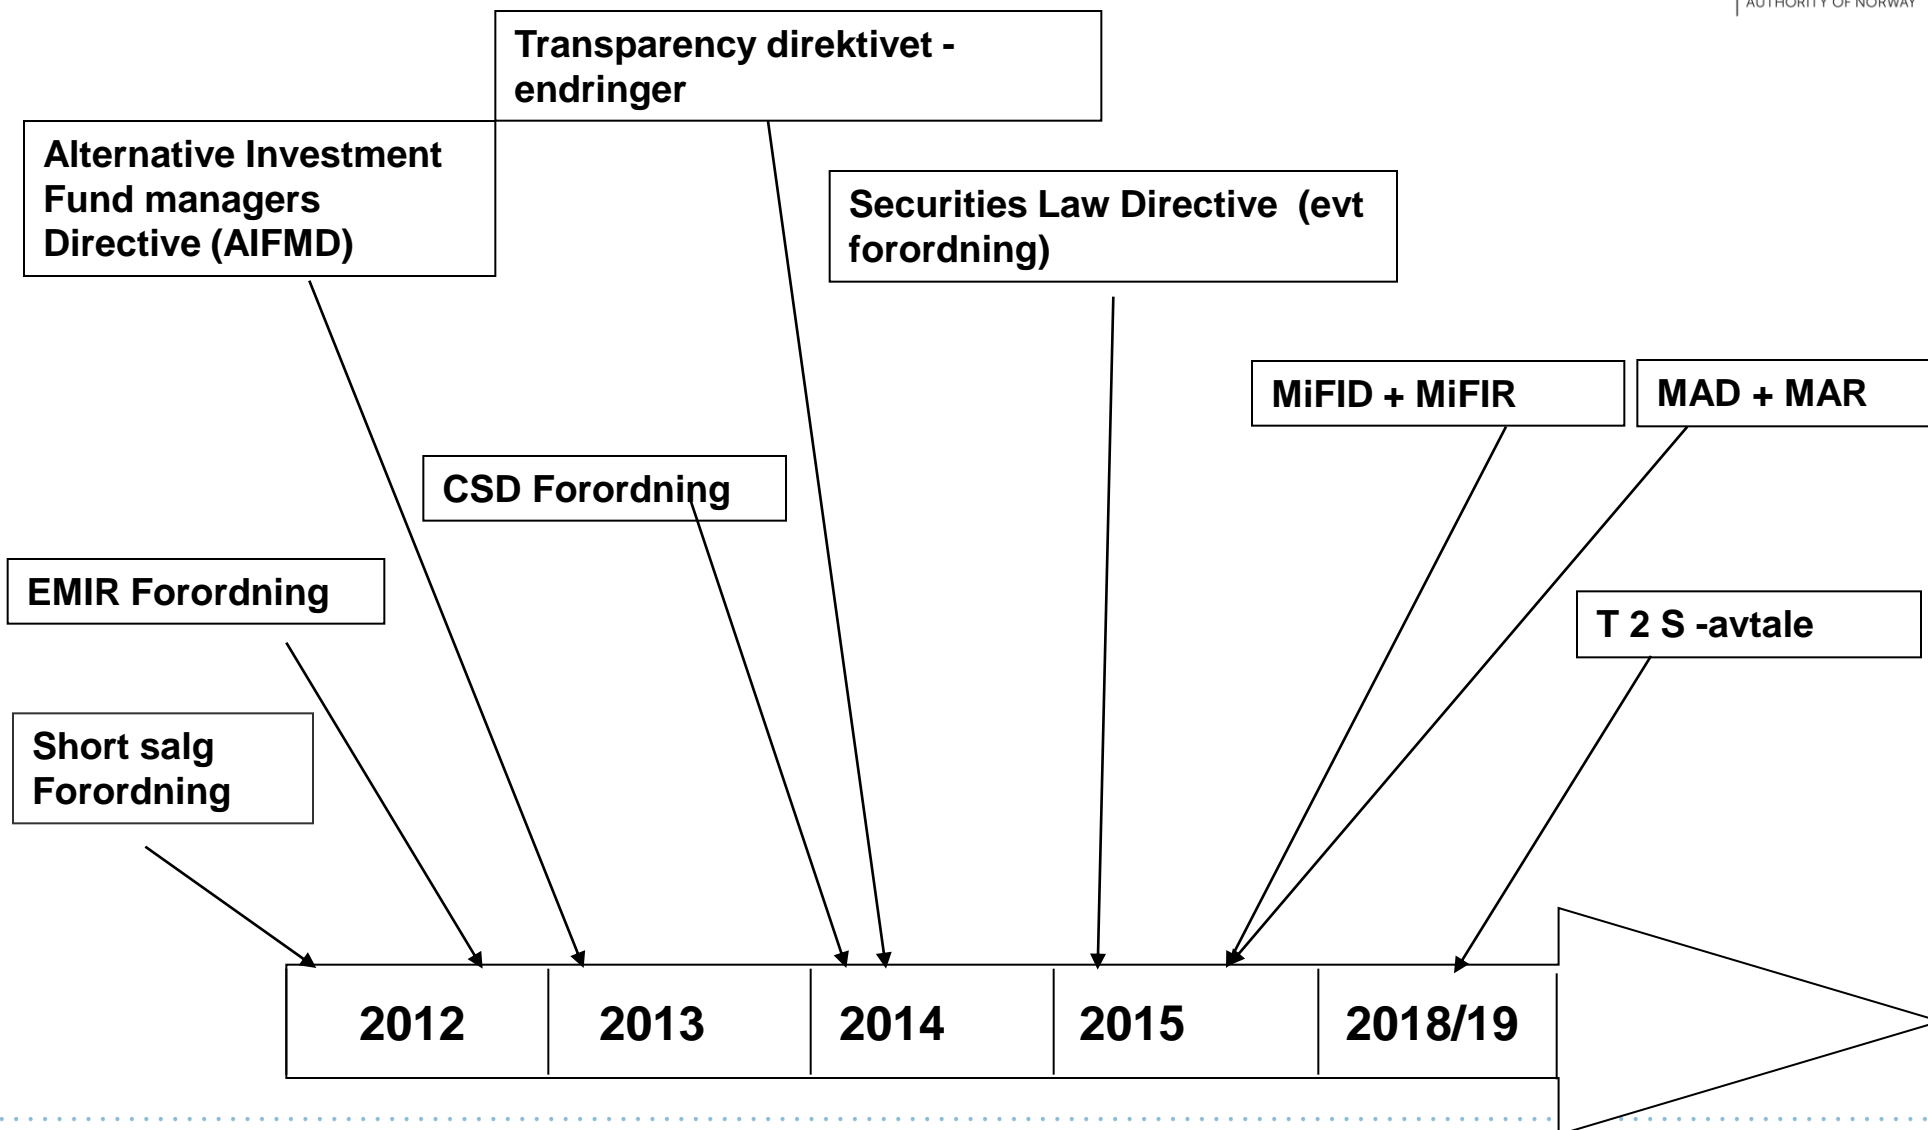 AUTHORITY OF NORWAY
Transparency direktivet -
endringer
Alternative Investment
Fund managers
Directive (AIFMD)
Securities Law Directive (evt
forordning)
MiFID + MiFIR
MAD + MAR
CSD Forordning
EMIR Forordning
T 2 S -avtale
Short salg
Forordning
2012
2013
2014
2015
2018/19